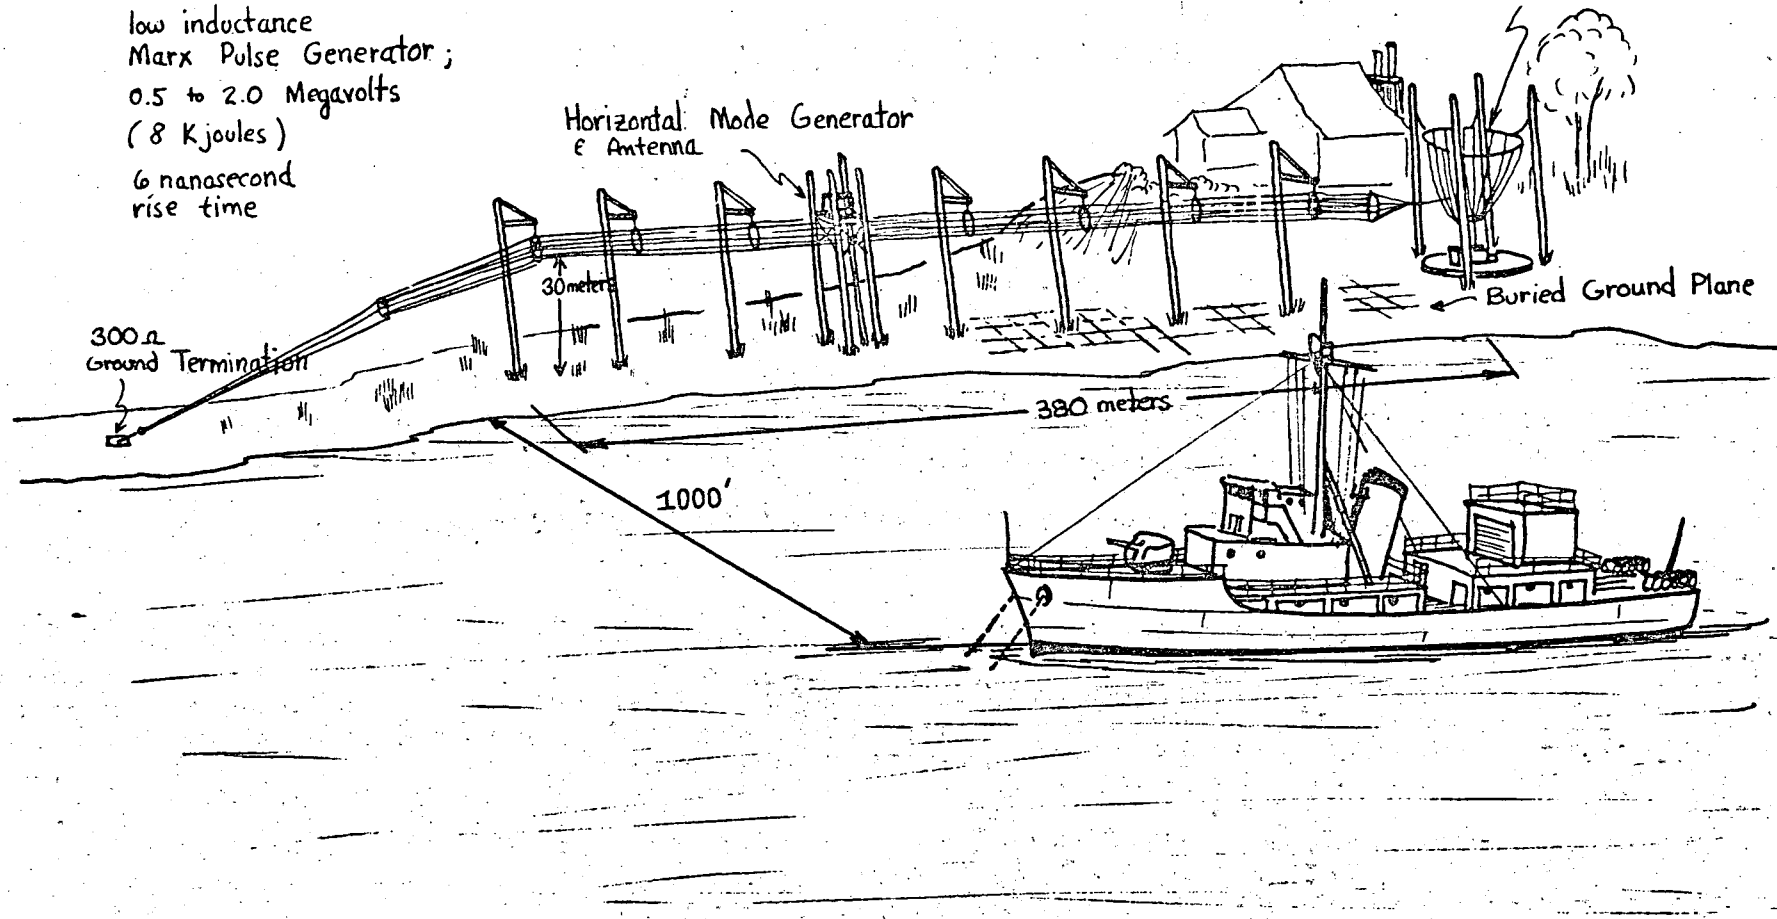 low inductance
Marx Pulse Generator;
0.5 to 2.0 Megavolts
(8 Kjoules)
6 nanosecond
rise time
Horizontal Mode Generator
& Antenna
30 meters
Buried Ground Plane
300Ω
Ground Termination
380 meters
1000'